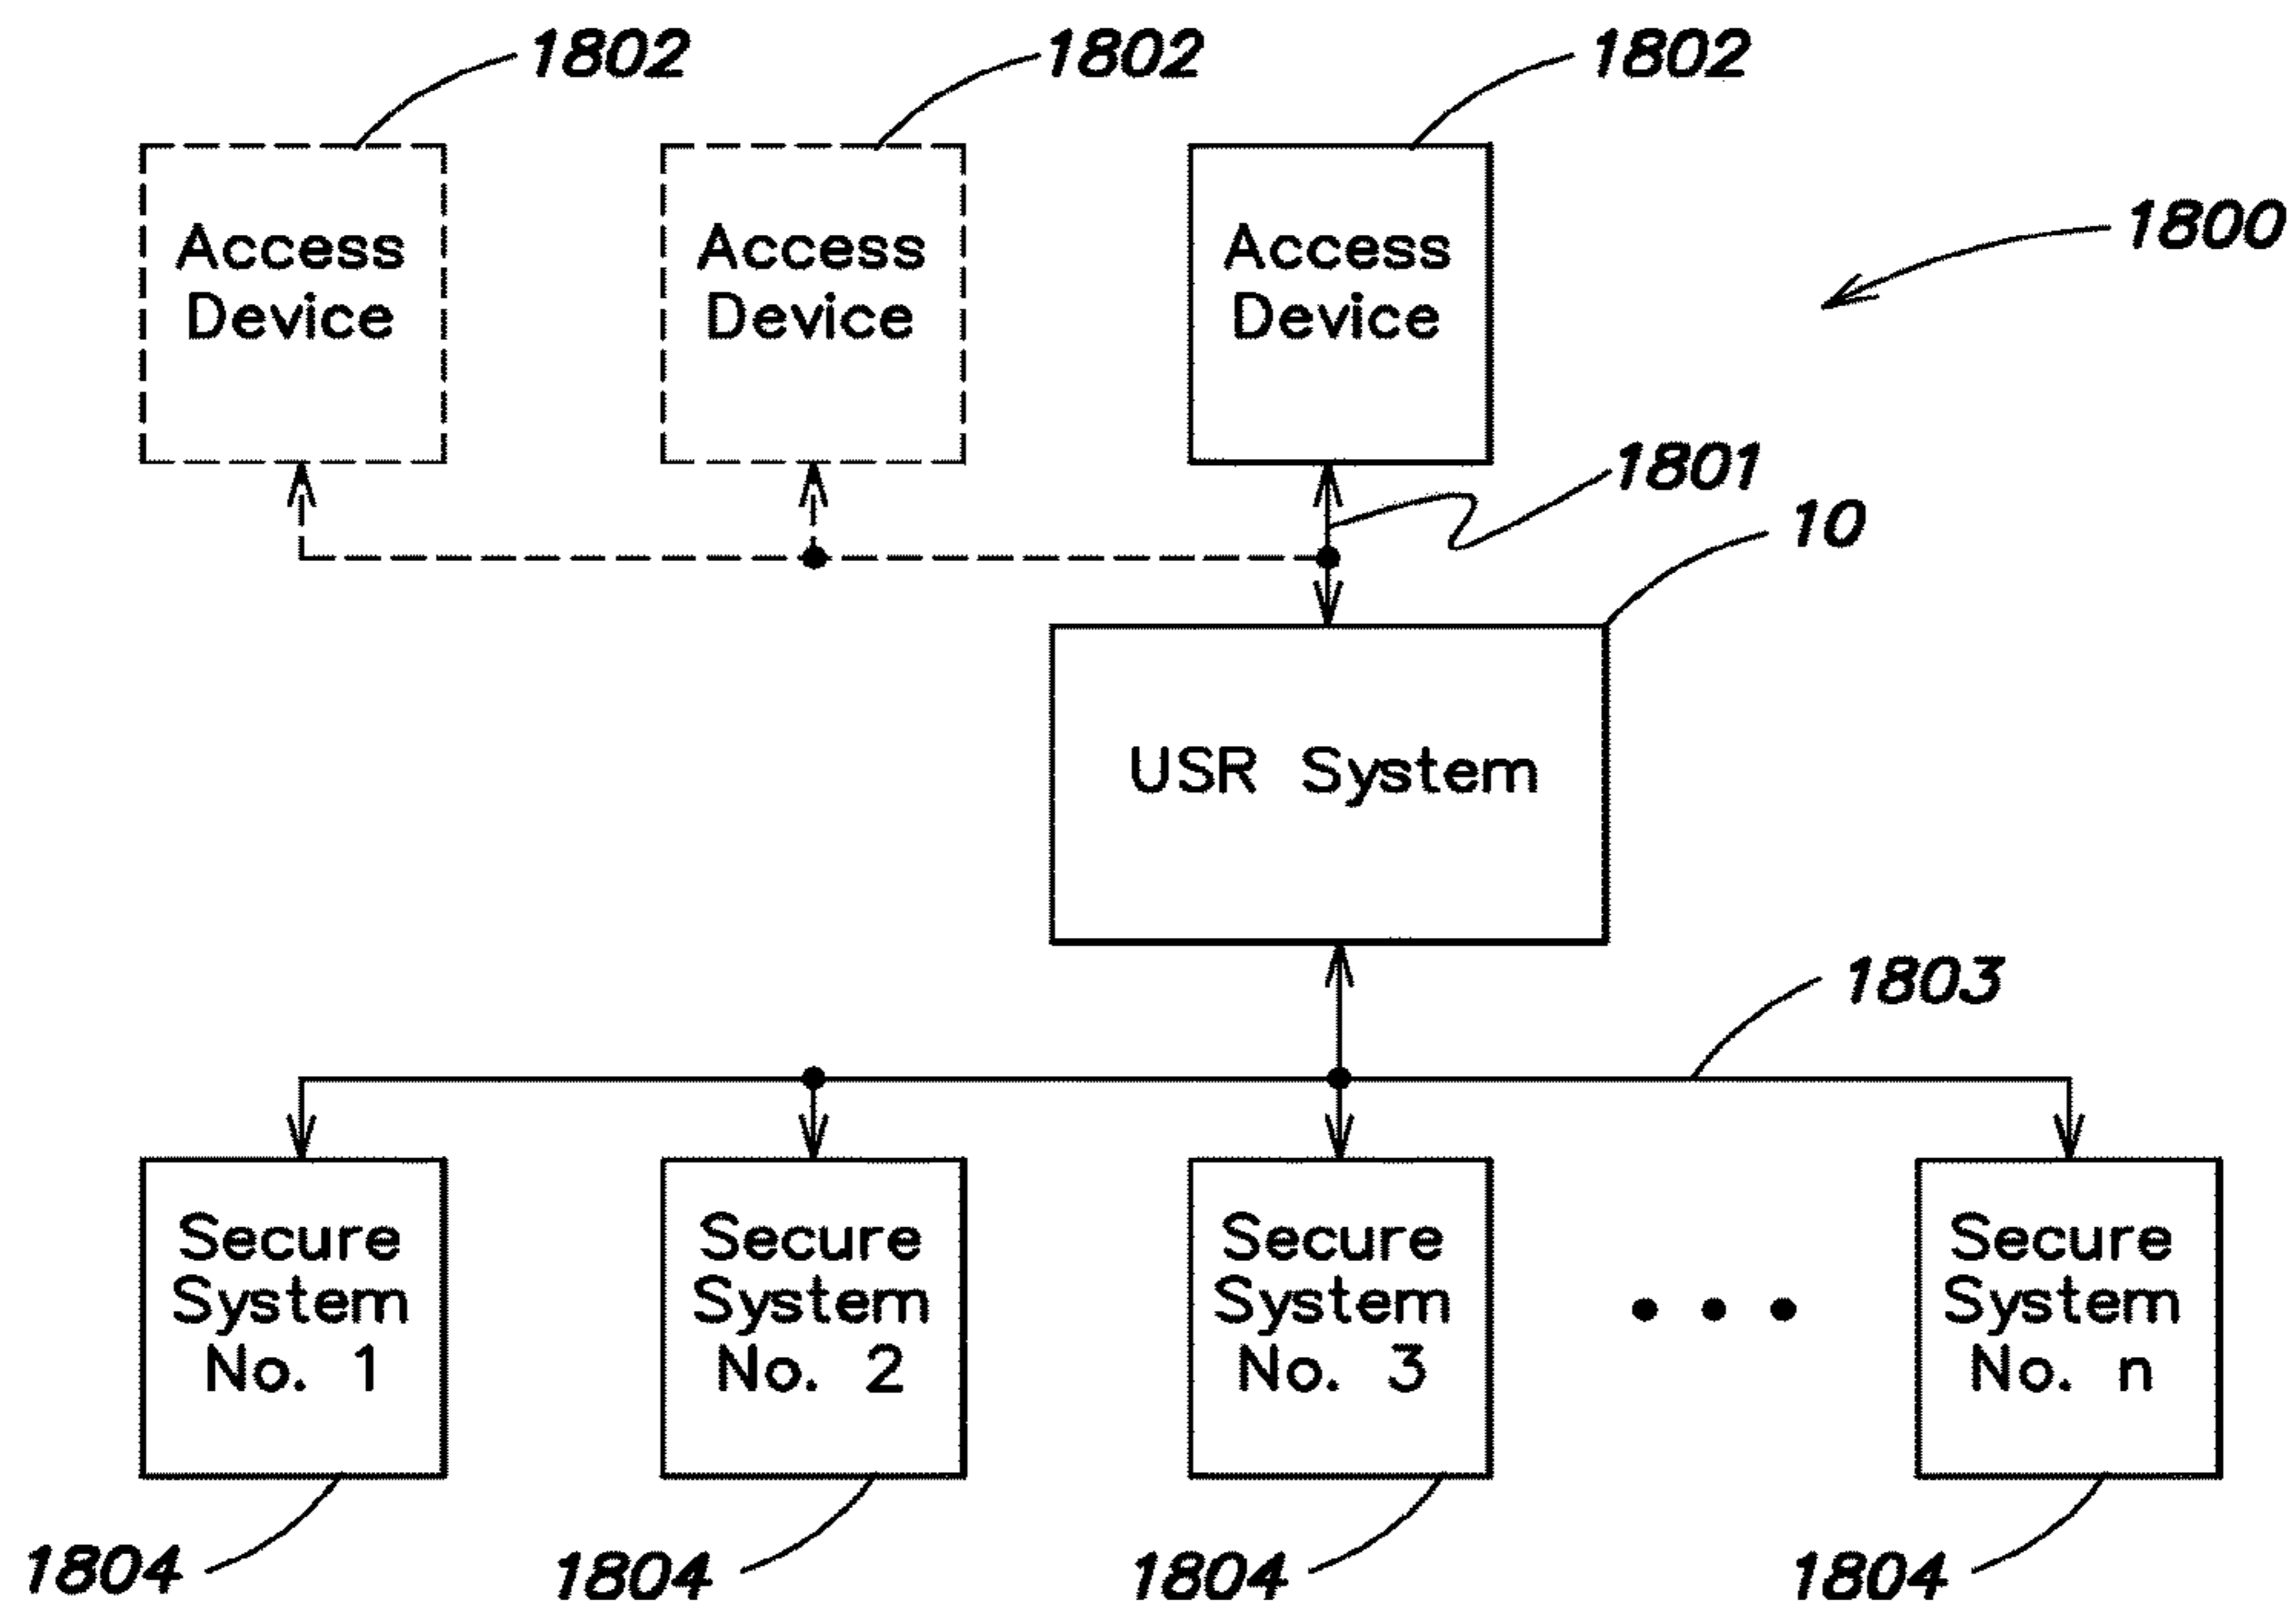 1802
1802
1802
Access
Device
Access
Device
Access
Device
1800
1801
10
USR System
1803
Secure
System
No. 1
Secure
System
No. 2
Secure
System
No. 3
• • •
Secure
System
No. n
1804
1804
1804
1804